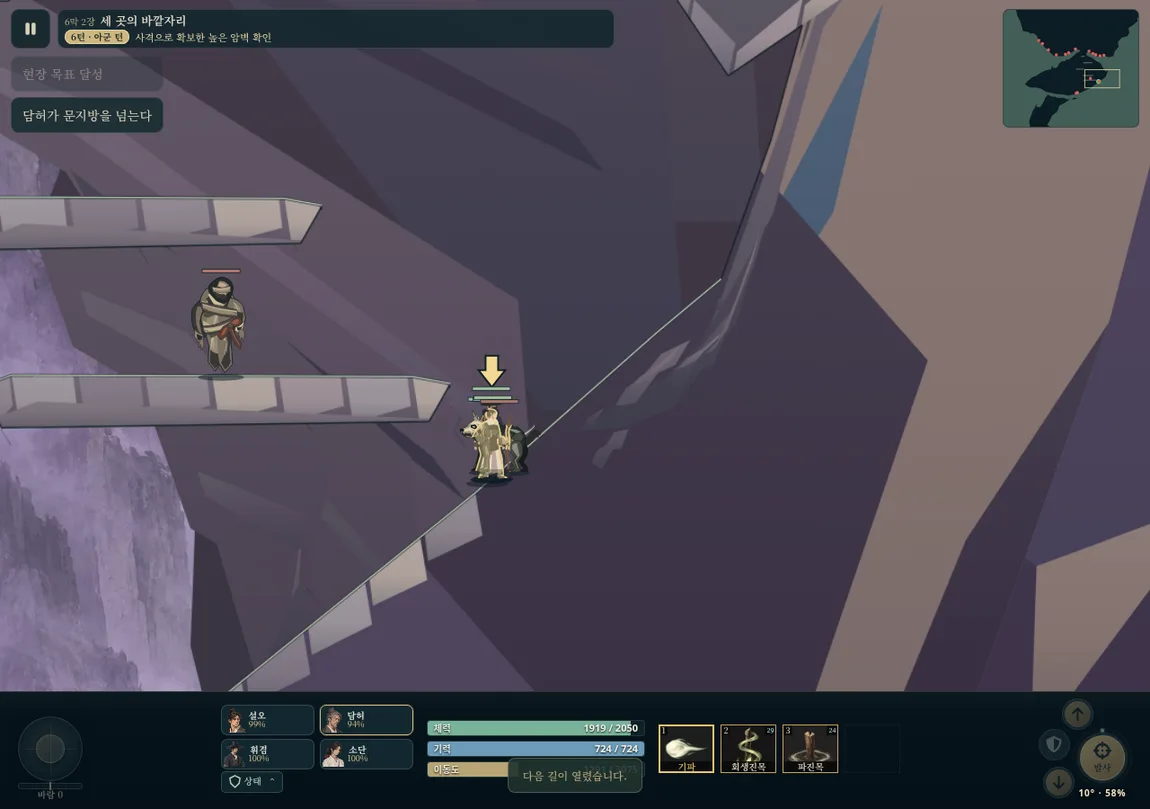 6막 2장 세 곳의 바깥자리
6턴 · 아군 턴 사격으로 확보한 높은 암벽 확인
현장 목표 달성
담허가 문지방을 넘는다
설오
99%
담허
94%
휘겸
100%
소단
100%
상태
체력 1919 / 2050
기력 724 / 724
이동도
다음 길이 열렸습니다.
1
기파
2
29
회생진목
3
24
파진목
바람 0
발사
10° · 58%